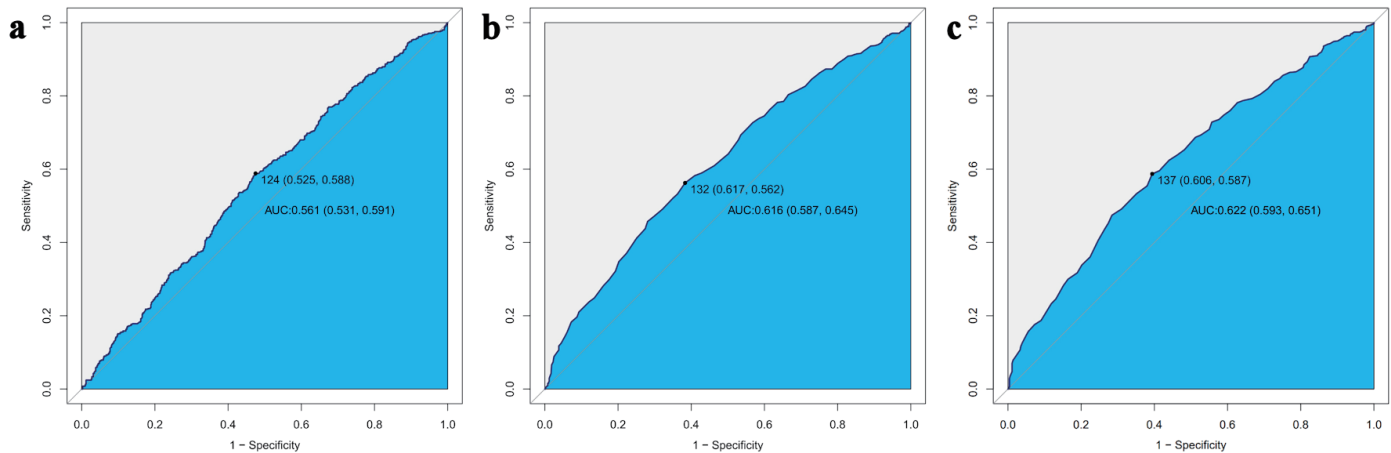 a
1.0
0.8
0.6
0.4
0.2
0.0
Sensitivity
124 (0.525, 0.588)
AUC:0.561 (0.531, 0.591)
0.0 0.2 0.4 0.6 0.8 1.0
1 − Specificity
b
1.0
0.8
0.6
0.4
0.2
0.0
Sensitivity
132 (0.617, 0.562)
AUC:0.616 (0.587, 0.645)
0.0 0.2 0.4 0.6 0.8 1.0
1 − Specificity
c
1.0
0.8
0.6
0.4
0.2
0.0
Sensitivity
137 (0.606, 0.587)
AUC:0.622 (0.593, 0.651)
0.0 0.2 0.4 0.6 0.8 1.0
1 − Specificity